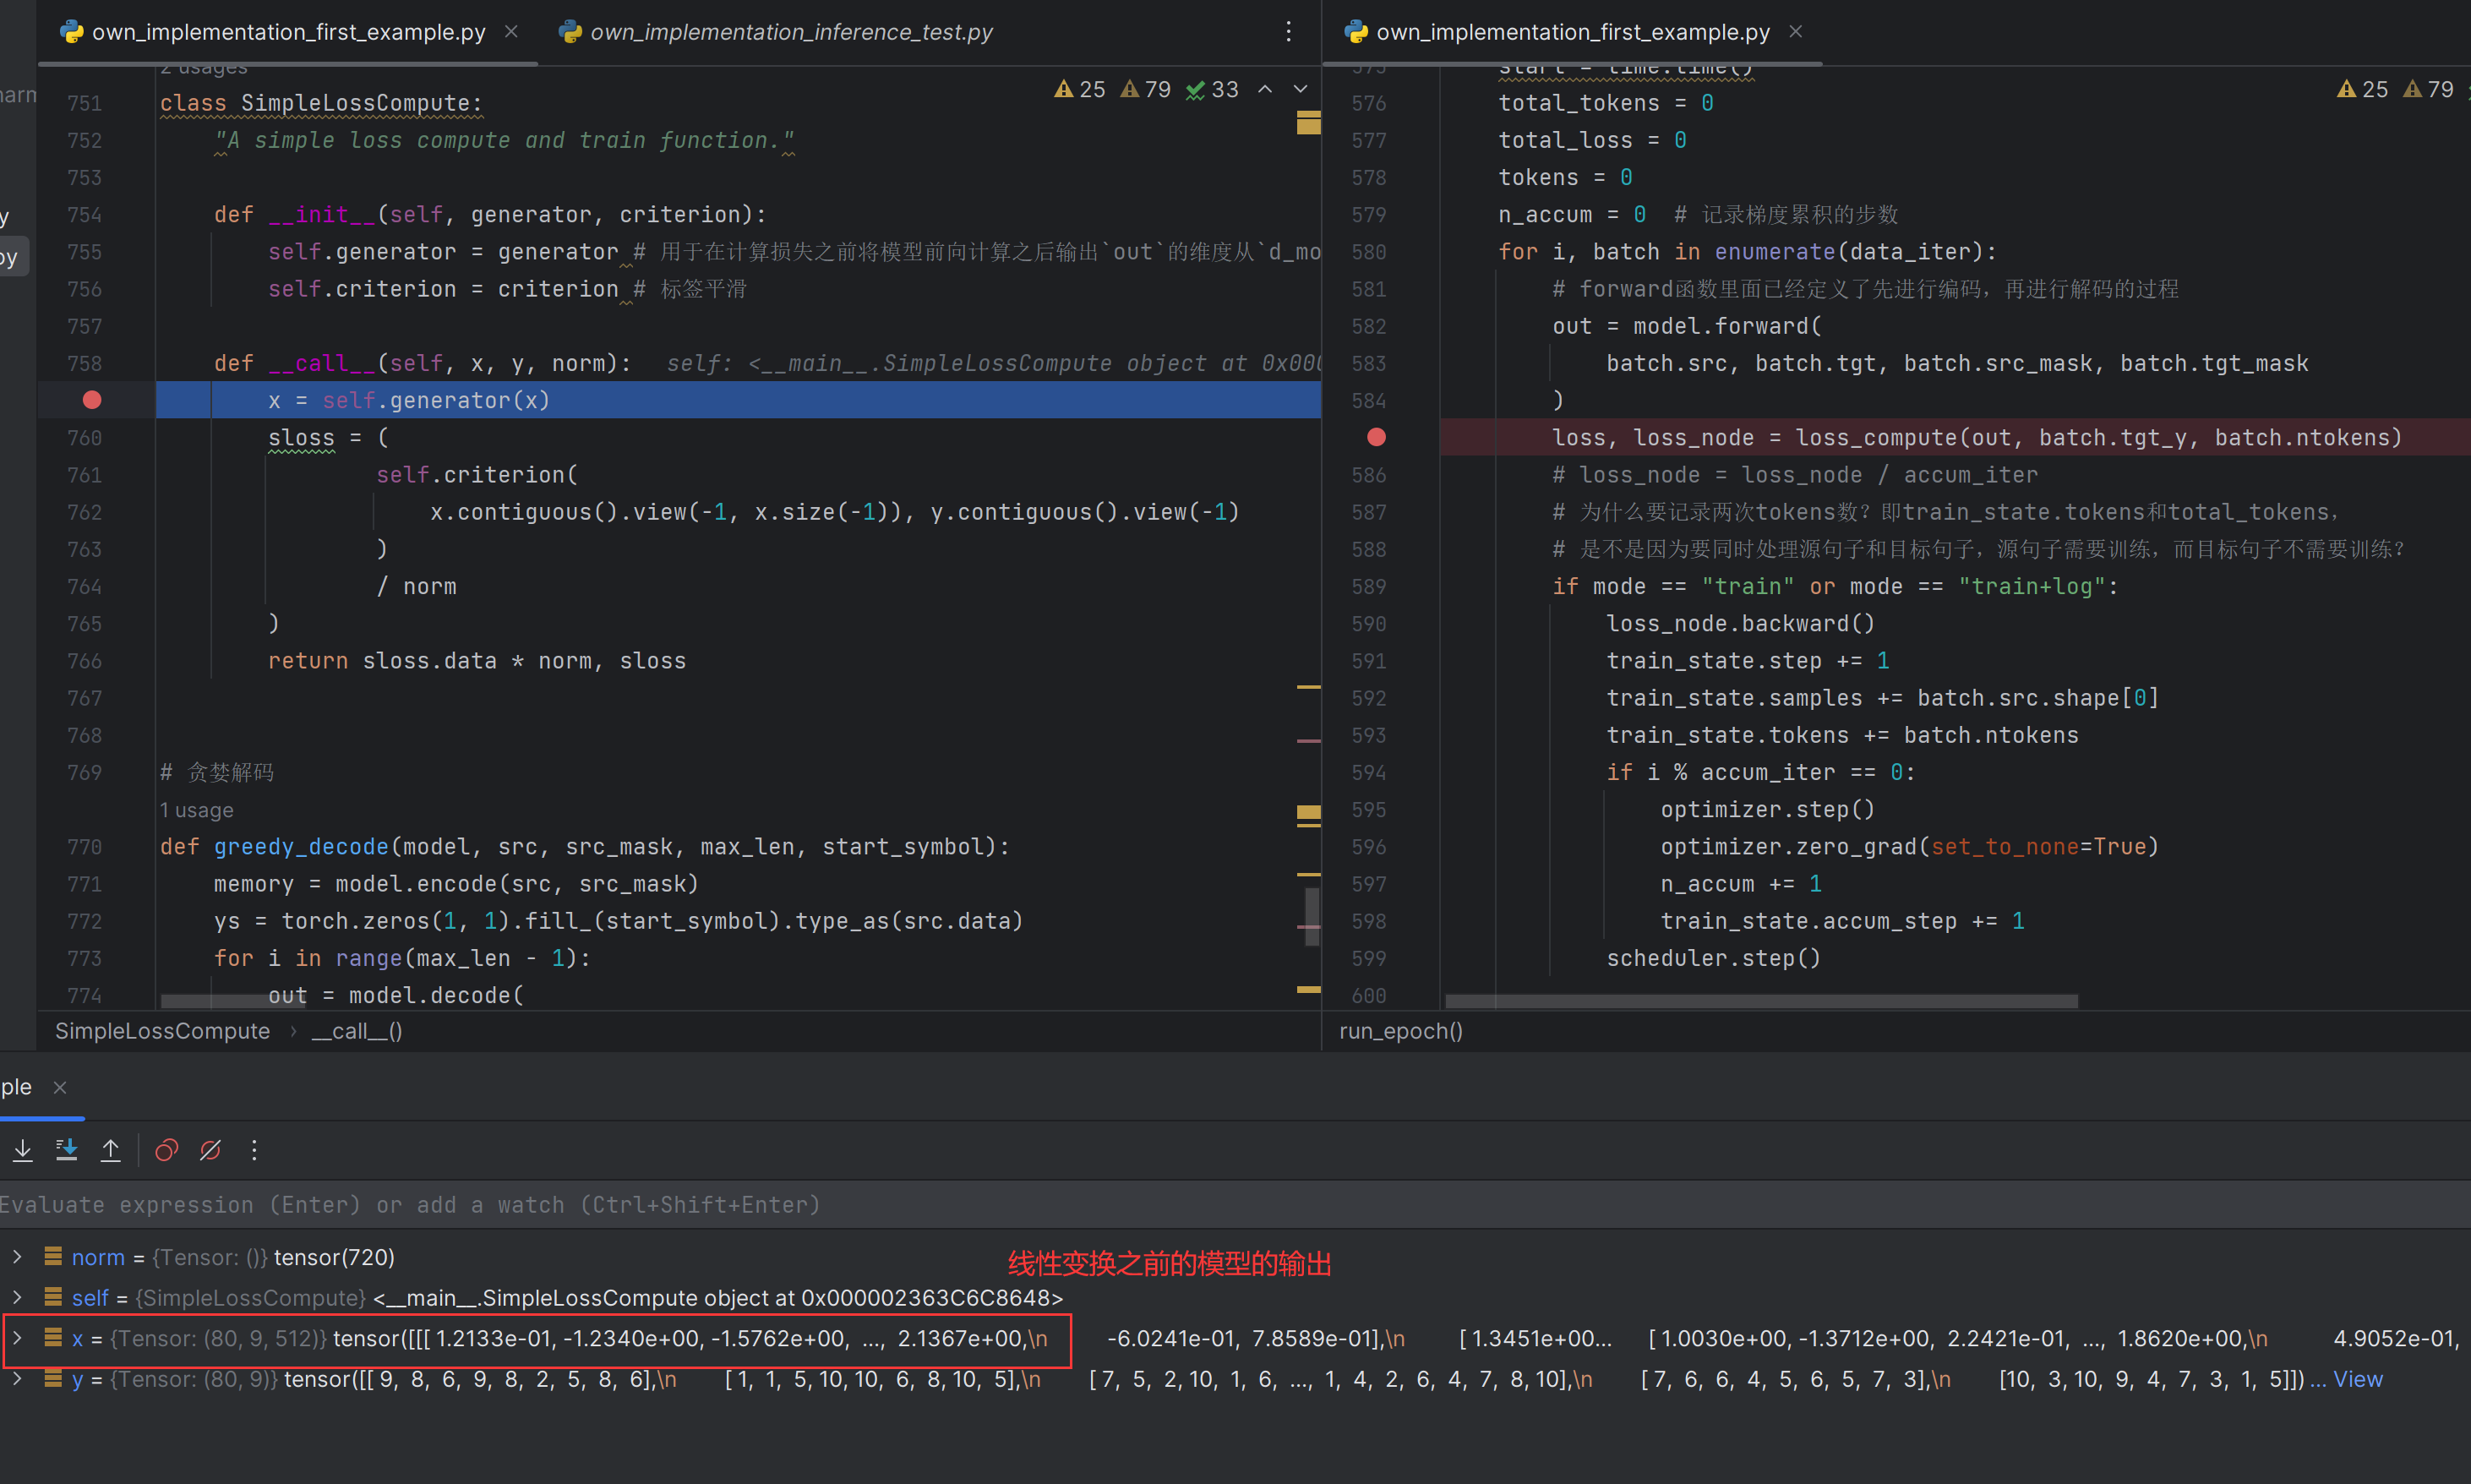 own_implementation_first_example.py
own_implementation_inference_test.py
2 usages
25 79 33
751 class SimpleLossCompute:
752 "A simple loss compute and train function."
753
754 def __init__(self, generator, criterion):
755 self.generator = generator # 用于在计算损失之前将模型前向计算之后输出`out`的维度从`d_mo
756 self.criterion = criterion # 标签平滑
757
758 def __call__(self, x, y, norm): self: <__main__.SimpleLossCompute object at 0x000
x = self.generator(x)
760 sloss = (
761 self.criterion(
762 x.contiguous().view(-1, x.size(-1)), y.contiguous().view(-1)
763 )
764 / norm
765 )
766 return sloss.data * norm, sloss
767
768
769 # 贪婪解码
1 usage
770 def greedy_decode(model, src, src_mask, max_len, start_symbol):
771 memory = model.encode(src, src_mask)
772 ys = torch.zeros(1, 1).fill_(start_symbol).type_as(src.data)
773 for i in range(max_len - 1):
774 out = model.decode(
SimpleLossCompute › __call__()
own_implementation_first_example.py
25 79
575 start = time.time()
576 total_tokens = 0
577 total_loss = 0
578 tokens = 0
579 n_accum = 0 # 记录梯度累积的步数
580 for i, batch in enumerate(data_iter):
581 # forward函数里面已经定义了先进行编码，再进行解码的过程
582 out = model.forward(
583 batch.src, batch.tgt, batch.src_mask, batch.tgt_mask
584 )
loss, loss_node = loss_compute(out, batch.tgt_y, batch.ntokens)
586 # loss_node = loss_node / accum_iter
587 # 为什么要记录两次tokens数？即train_state.tokens和total_tokens，
588 # 是不是因为要同时处理源句子和目标句子，源句子需要训练，而目标句子不需要训练？
589 if mode == "train" or mode == "train+log":
590 loss_node.backward()
591 train_state.step += 1
592 train_state.samples += batch.src.shape[0]
593 train_state.tokens += batch.ntokens
594 if i % accum_iter == 0:
595 optimizer.step()
596 optimizer.zero_grad(set_to_none=True)
597 n_accum += 1
598 train_state.accum_step += 1
599 scheduler.step()
600
run_epoch()
ple
Evaluate expression (Enter) or add a watch (Ctrl+Shift+Enter)
norm = {Tensor: ()} tensor(720)
线性变换之前的模型的输出
self = {SimpleLossCompute} <__main__.SimpleLossCompute object at 0x000002363C6C8648>
x = {Tensor: (80, 9, 512)} tensor([[[ 1.2133e-01, -1.2340e+00, -1.5762e+00, ..., 2.1367e+00,\n -6.0241e-01, 7.8589e-01],\n [ 1.3451e+00... [ 1.0030e+00, -1.3712e+00, 2.2421e-01, ..., 1.8620e+00,\n 4.9052e-01,
y = {Tensor: (80, 9)} tensor([[ 9, 8, 6, 9, 8, 2, 5, 8, 6],\n [ 1, 1, 5, 10, 10, 6, 8, 10, 5],\n [ 7, 5, 2, 10, 1, 6, ..., 1, 4, 2, 6, 4, 7, 8, 10],\n [ 7, 6, 6, 4, 5, 6, 5, 7, 3],\n [10, 3, 10, 9, 4, 7, 3, 1, 5]]) ... View